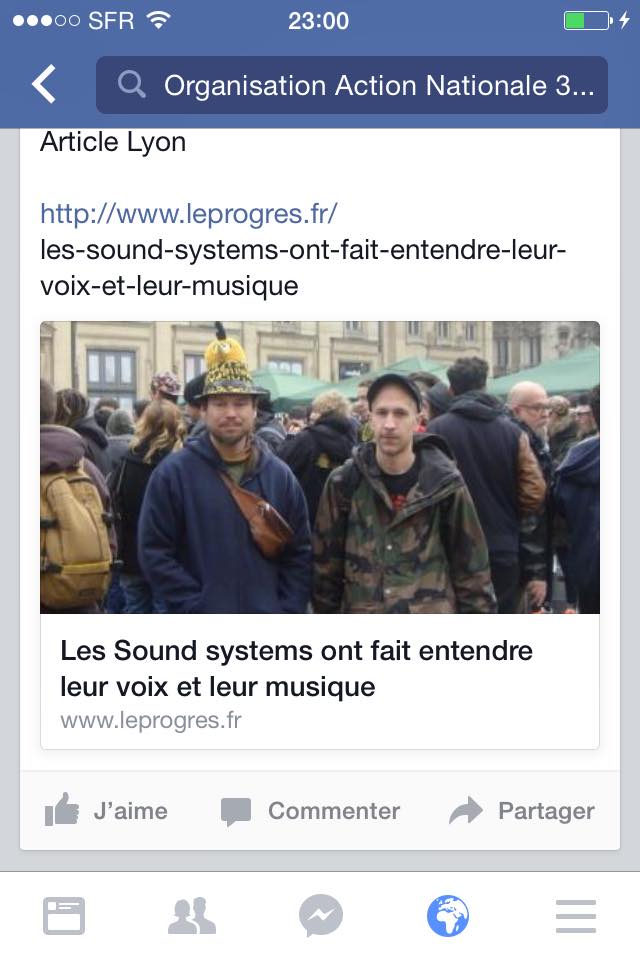 SFR 23:00
Organisation Action Nationale 3...
Article Lyon
http://www.leprogres.fr/
les-sound-systems-ont-fait-entendre-leur-
voix-et-leur-musique
Les Sound systems ont fait entendre
leur voix et leur musique
www.leprogres.fr
J'aime Commenter Partager